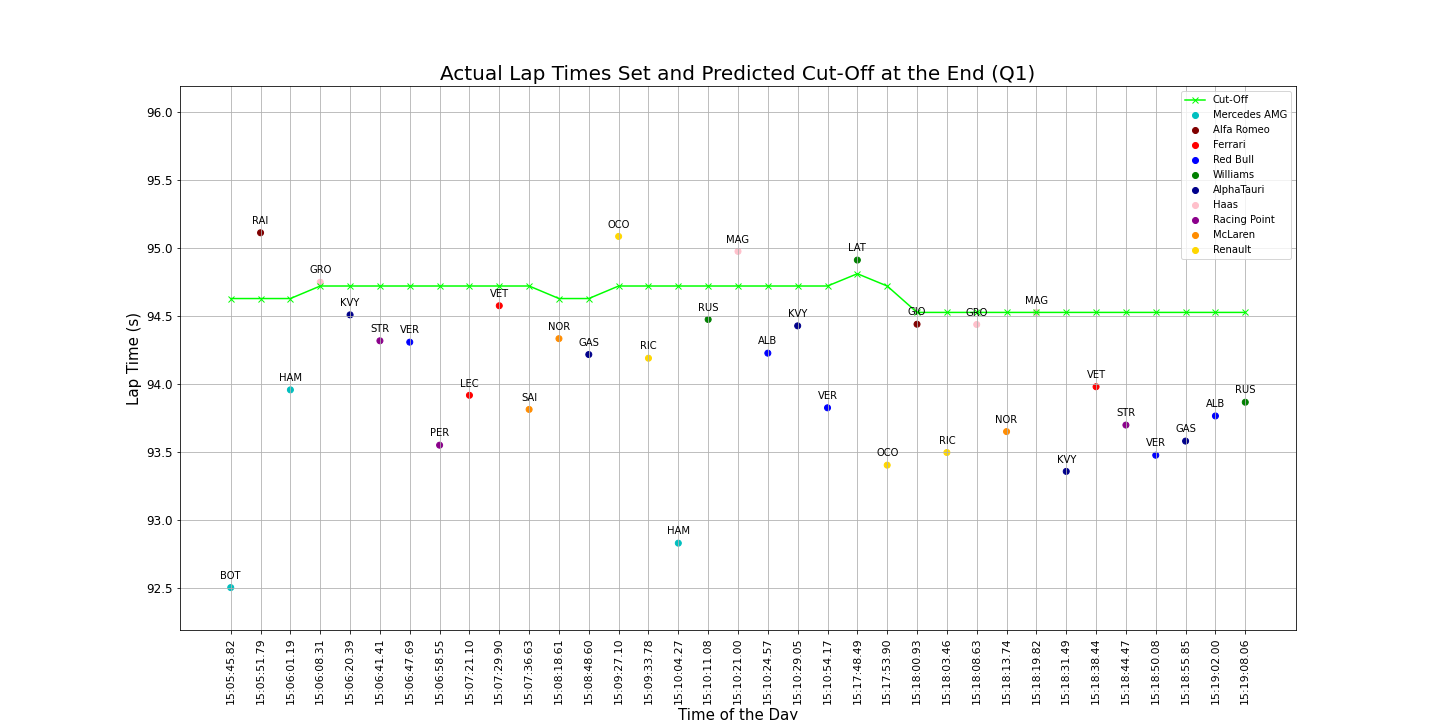 Actual Lap Times Set and Predicted Cut-Off at the End (Q1)
Cut-Off
Mercedes AMG
Alfa Romeo
Ferrari
Red Bull
Williams
AlphaTauri
Haas
Racing Point
McLaren
Renault
Lap Time (s)
96.0
95.5
95.0
94.5
94.0
93.5
93.0
92.5
BOT
RAI
HAM
GRO
KVY
STR
VER
PER
LEC
VET
SAI
NOR
GAS
OCO
RIC
HAM
RUS
MAG
ALB
KVY
VER
LAT
OCO
GIO
RIC
GRO
NOR
MAG
KVY
VET
STR
VER
GAS
ALB
RUS
15:05:45.82
15:05:51.79
15:06:01.19
15:06:08.31
15:06:20.39
15:06:41.41
15:06:47.69
15:06:58.55
15:07:21.10
15:07:29.90
15:07:36.63
15:08:18.61
15:08:48.60
15:09:27.10
15:09:33.78
15:10:04.27
15:10:11.08
15:10:21.00
15:10:24.57
15:10:29.05
15:10:54.17
15:17:48.49
15:17:53.90
15:18:00.93
15:18:03.46
15:18:08.63
15:18:13.74
15:18:19.82
15:18:31.49
15:18:38.44
15:18:44.47
15:18:50.08
15:18:55.85
15:19:02.00
15:19:08.06
Time of the Day